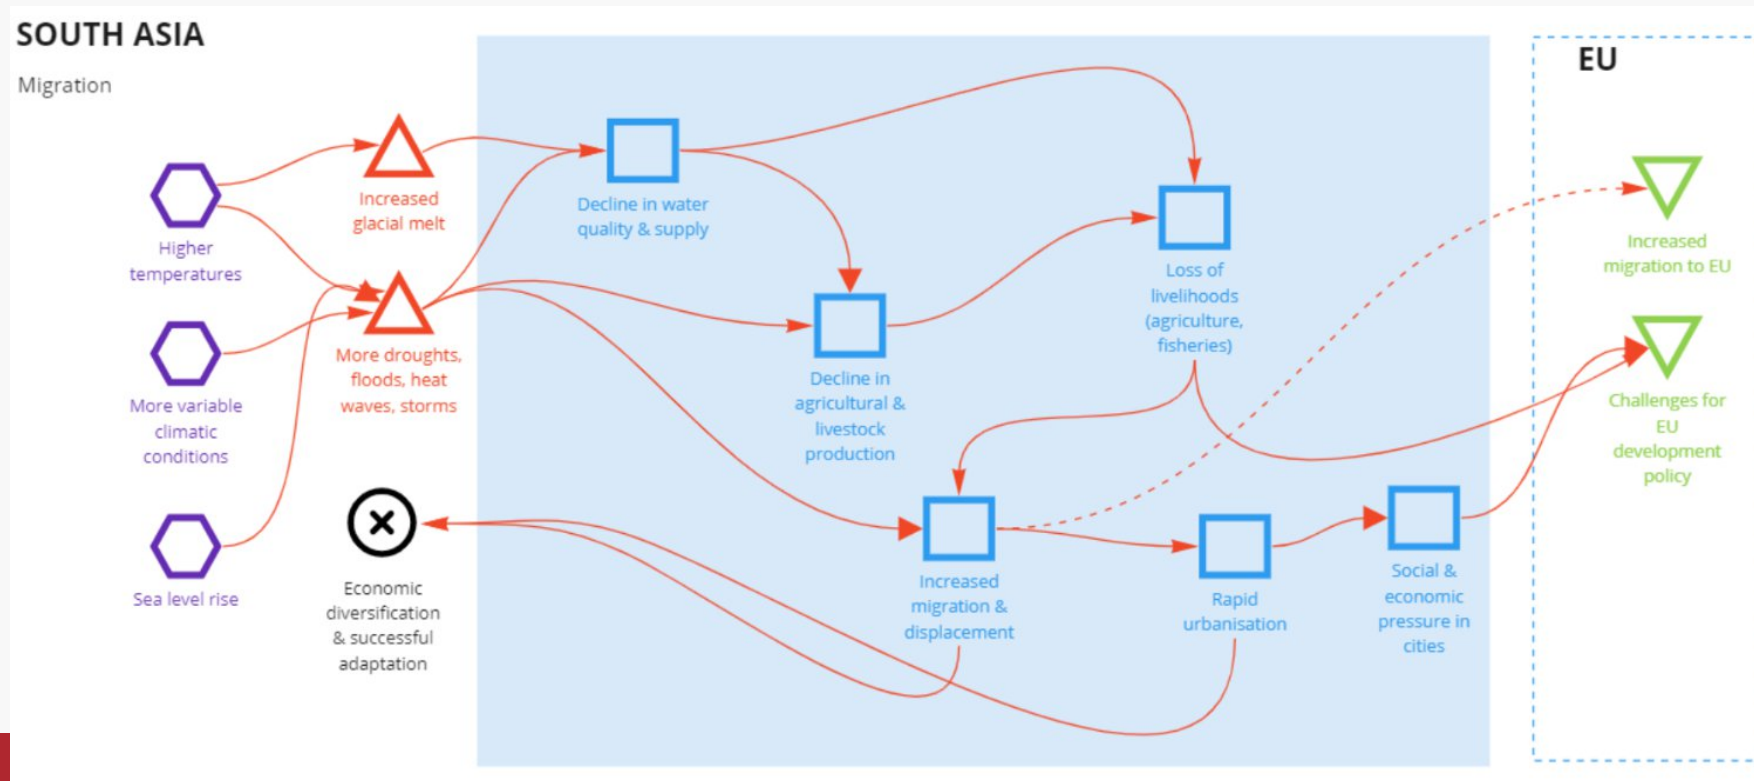 SOUTH ASIA
Migration
EU
Higher
temperatures
More variable
climatic
conditions
Sea level rise
Increased
glacial melt
More droughts,
floods, heat
waves, storms
Economic
diversification
& successful
adaptation
Decline in water
quality & supply
Decline in
agricultural &
livestock
production
Loss of
livelihoods
(agriculture,
fisheries)
Increased
migration &
displacement
Rapid
urbanisation
Social &
economic
pressure in
cities
Increased
migration to EU
Challenges for
EU
development
policy